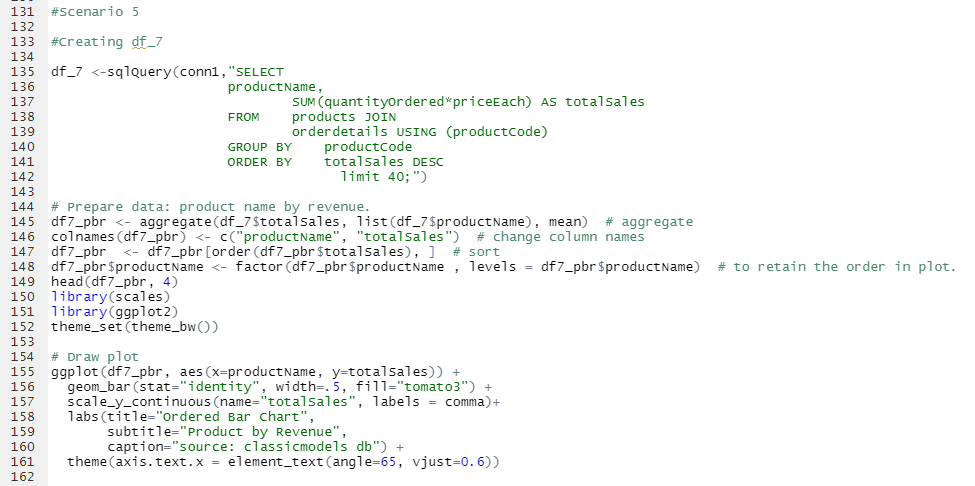 131 #Scenario 5
132
133 #Creating df_7
134
135 df_7 <-sqlQuery(conn1,"SELECT
136 productName,
137 SUM(quantityOrdered*priceEach) AS totalSales
138 FROM products JOIN
139 orderdetails USING (productCode)
140 GROUP BY productCode
141 ORDER BY totalSales DESC
142 limit 40;")
143
144 # Prepare data: product name by revenue.
145 df7_pbr <- aggregate(df_7$totalSales, list(df_7$productName), mean) # aggregate
146 colnames(df7_pbr) <- c("productName", "totalSales") # change column names
147 df7_pbr <- df7_pbr[order(df7_pbr$totalSales), ] # sort
148 df7_pbr$productName <- factor(df7_pbr$productName , levels = df7_pbr$productName) # to retain the order in plot.
149 head(df7_pbr, 4)
150 library(scales)
151 library(ggplot2)
152 theme_set(theme_bw())
153
154 # Draw plot
155 ggplot(df7_pbr, aes(x=productName, y=totalSales)) +
156 geom_bar(stat="identity", width=.5, fill="tomato3") +
157 scale_y_continuous(name="totalSales", labels = comma)+
158 labs(title="Ordered Bar Chart",
159 subtitle="Product by Revenue",
160 caption="source: classicmodels db") +
161 theme(axis.text.x = element_text(angle=65, vjust=0.6))
162